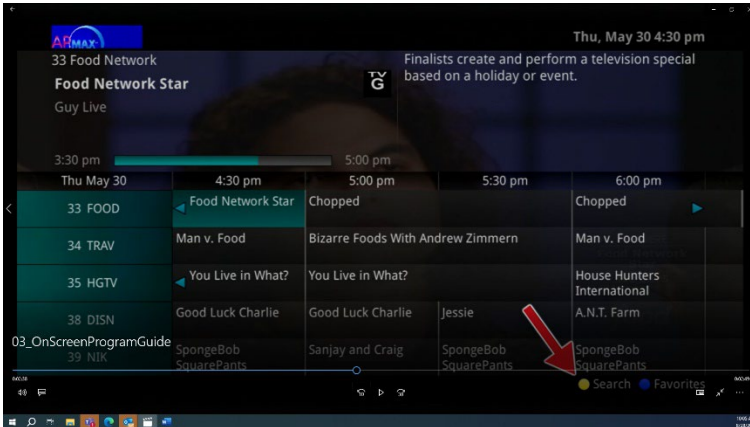 ARMAX
Thu, May 30 4:30 pm
33 Food Network
Food Network Star
Guy Live
TV
G
Finalists create and perform a television special
based on a holiday or event.
3:30 pm
5:00 pm
Thu May 30 4:30 pm 5:00 pm 5:30 pm 6:00 pm
33 FOOD Food Network Star Chopped Chopped
34 TRAV Man v. Food Bizarre Foods With Andrew Zimmern Man v. Food
35 HGTV You Live in What? You Live in What? House Hunters
International
38 DISN Good Luck Charlie Good Luck Charlie Jessie A.N.T. Farm
03_OnScreenProgramGuide
39 NIK SpongeBob Sanjay and Craig SpongeBob SpongeBob
SquarePants SquarePants SquarePants
Search Favorites